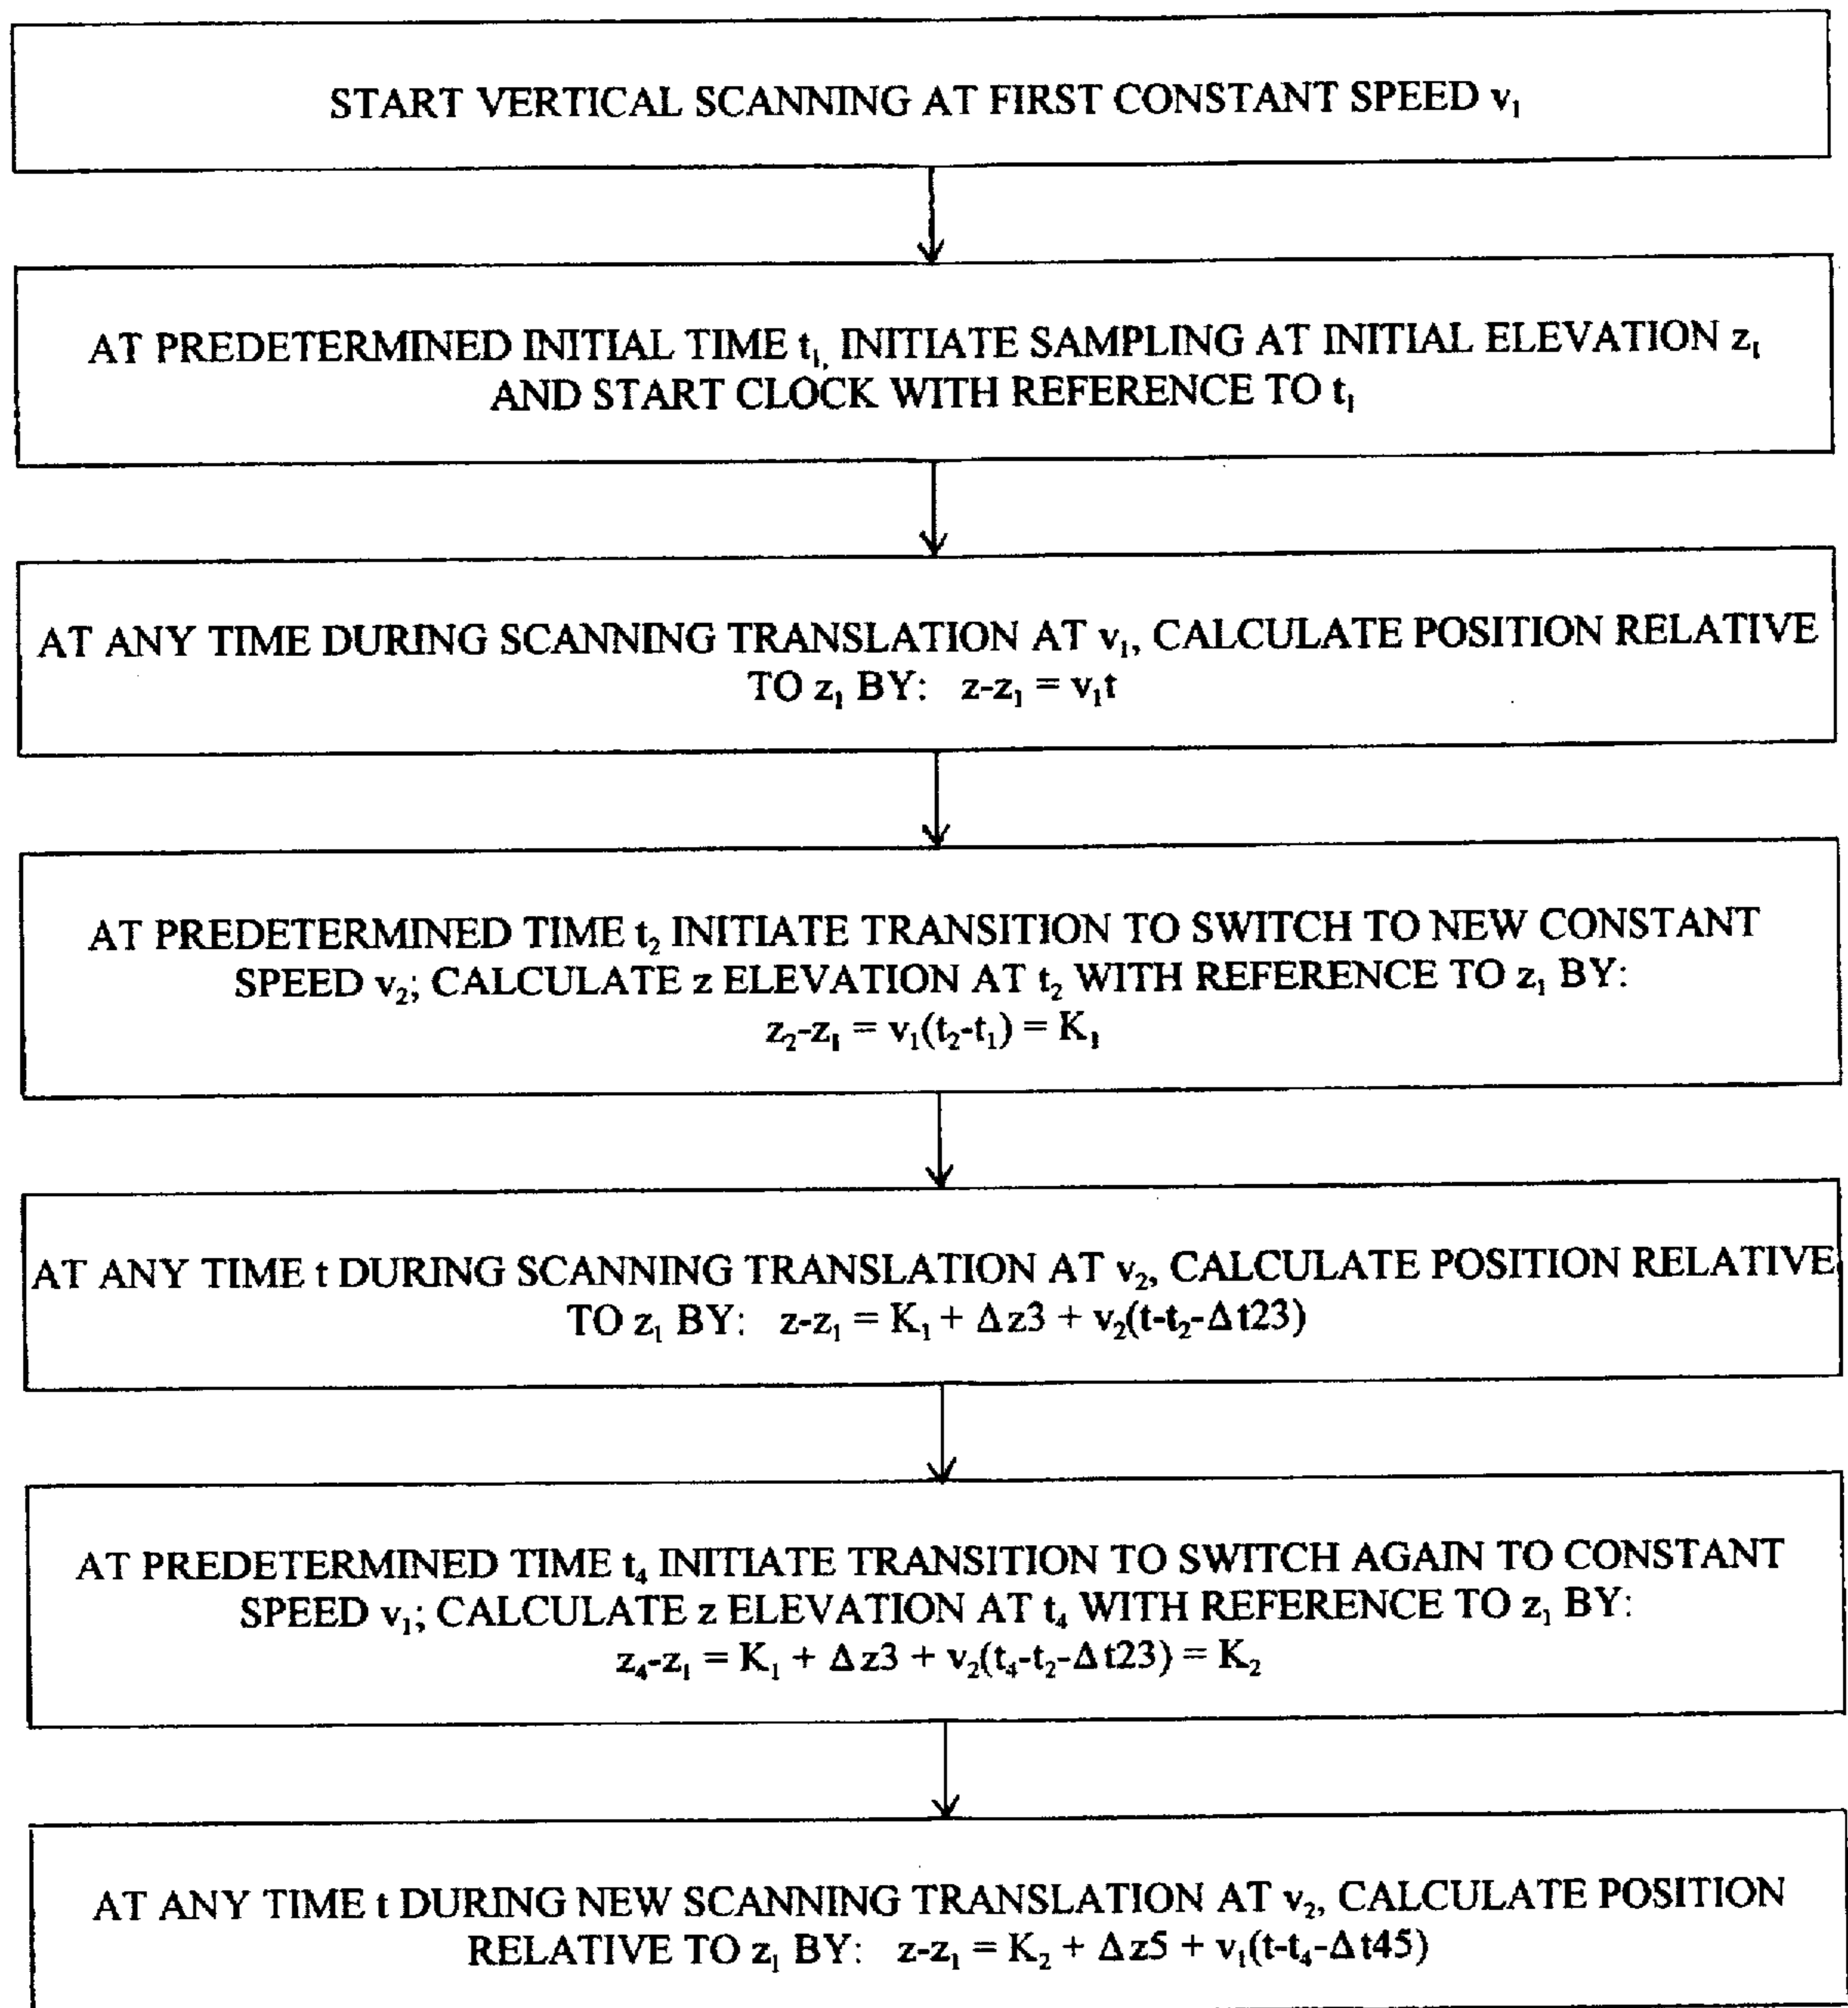 START VERTICAL SCANNING AT FIRST CONSTANT SPEED v₁
AT PREDETERMINED INITIAL TIME t₁, INITIATE SAMPLING AT INITIAL ELEVATION z₁
AND START CLOCK WITH REFERENCE TO t₁
AT ANY TIME DURING SCANNING TRANSLATION AT v₁, CALCULATE POSITION RELATIVE
TO z₁ BY: z-z₁ = v₁t
AT PREDETERMINED TIME t₂ INITIATE TRANSITION TO SWITCH TO NEW CONSTANT
SPEED v₂; CALCULATE z ELEVATION AT t₂ WITH REFERENCE TO z₁ BY:
z₂-z₁ = v₁(t₂-t₁) = K₁
AT ANY TIME t DURING SCANNING TRANSLATION AT v₂, CALCULATE POSITION RELATIVE
TO z₁ BY: z-z₁ = K₁ + Δz3 + v₂(t-t₂-Δt23)
AT PREDETERMINED TIME t₄ INITIATE TRANSITION TO SWITCH AGAIN TO CONSTANT
SPEED v₁; CALCULATE z ELEVATION AT t₄ WITH REFERENCE TO z₁ BY:
z₄-z₁ = K₁ + Δz3 + v₂(t₄-t₂-Δt23) = K₂
AT ANY TIME t DURING NEW SCANNING TRANSLATION AT v₂, CALCULATE POSITION
RELATIVE TO z₁ BY: z-z₁ = K₂ + Δz5 + v₁(t-t₄-Δt45)